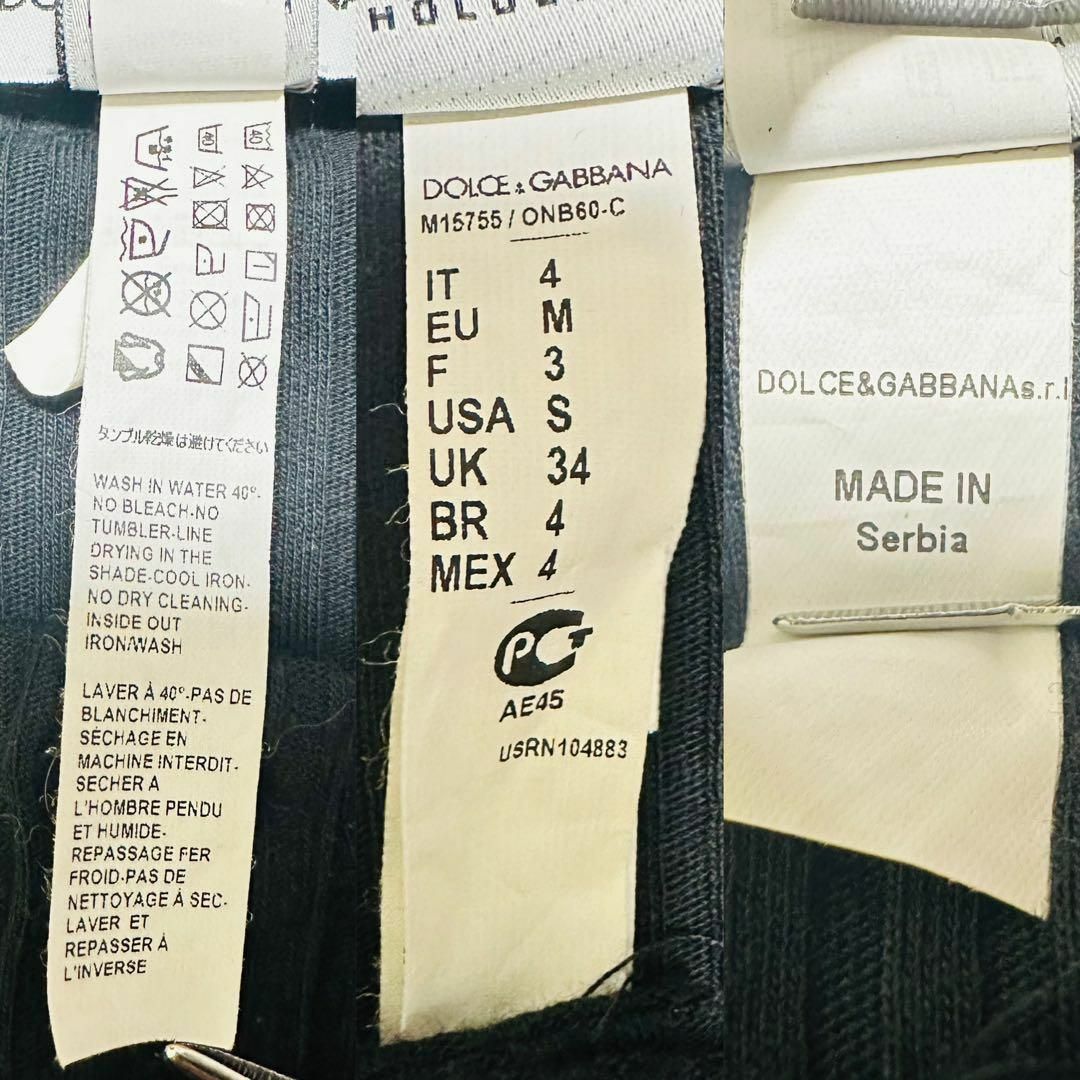 タンブル乾燥は避けてください
WASH IN WATER 40°-
NO BLEACH-NO
TUMBLER-LINE
DRYING IN THE
SHADE-COOL IRON-
NO DRY CLEANING-
INSIDE OUT
IRON/WASH
LAVER À 40°-PAS DE
BLANCHIMENT-
SÉCHAGE EN
MACHINE INTERDIT-
SECHER A
L'HOMBRE PENDU
ET HUMIDE-
REPASSAGE FER
FROID-PAS DE
NETTOYAGE À SEC-
LAVER ET
REPASSER À
L'INVERSE
DOLCE & GABBANA
M15755 / ONB60-C
IT 4
EU M
F 3
USA S
UK 34
BR 4
MEX 4
PCT
AE45
USRN104883
DOLCE&GABBANAs.r.l
MADE IN
Serbia